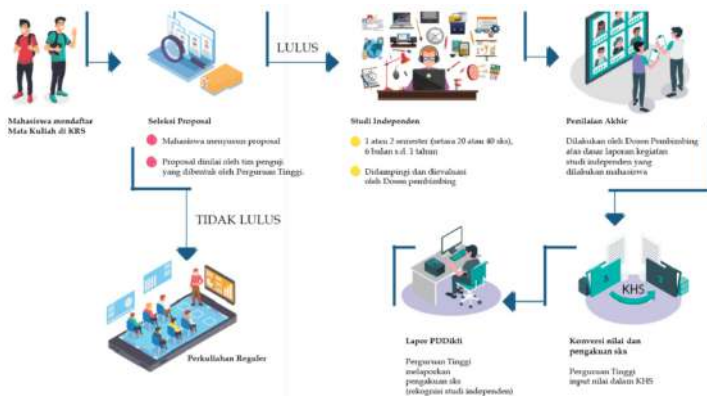 LULUS
Mahasiswa mendaftar
Mata Kuliah di KRS
Seleksi Proposal
Mahasiswa menyusun proposal
Proposal dinilai oleh tim penguji
yang dibentuk oleh Perguruan Tinggi.
Studi Independen
1 atau 2 semester (setara 20 atau 40 sks),
6 bulan s.d. 1 tahun
Didampingi dan dievaluasi
oleh Dosen pembimbing
Penilaian Akhir
Dilakukan oleh Dosen Pembimbing
atas dasar laporan kegiatan
studi independen yang
dilakukan mahasiswa
TIDAK LULUS
Perkuliahan Reguler
Lapor PDDikti
Perguruan Tinggi
melaporkan
pengakuan sks
(rekognisi studi independen)
KHS
Konversi nilai dan
pengakuan sks
Perguruan Tinggi
input nilai dalam KHS